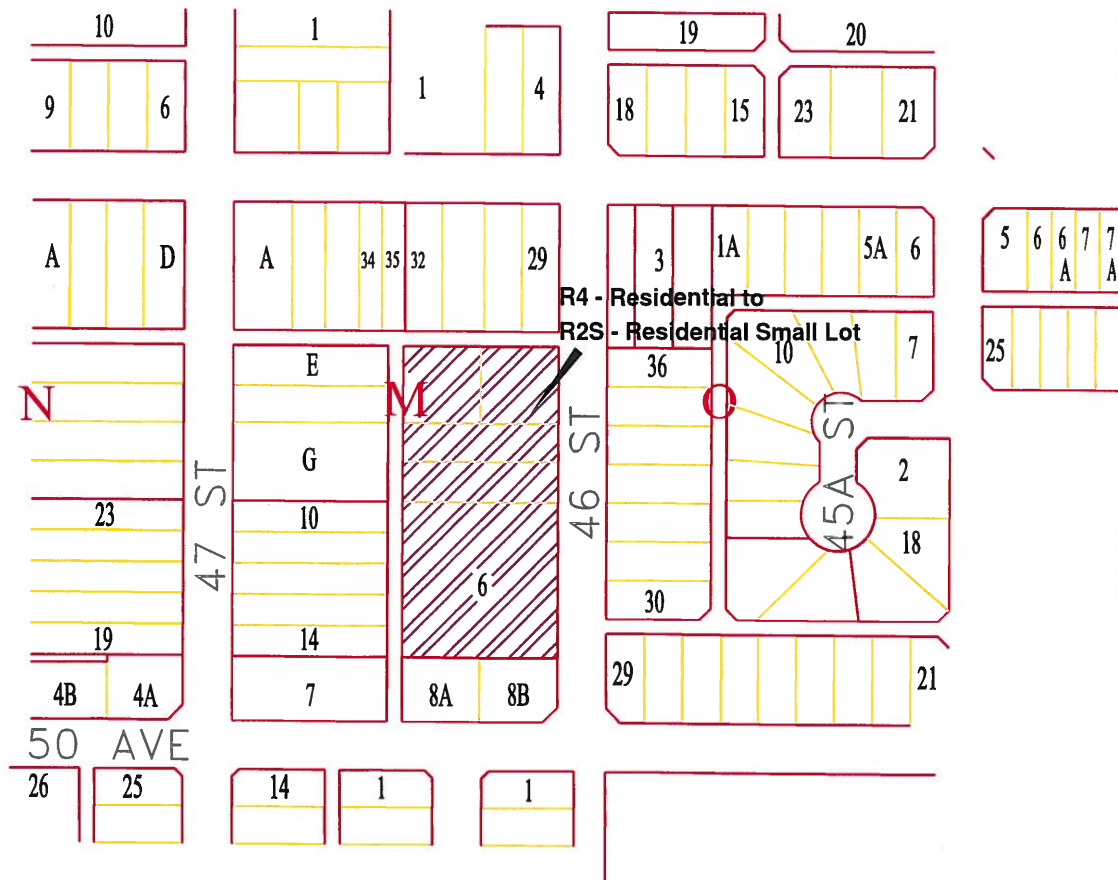 10 1 19 20
9 6 1 4 18 15 23 21
A D A 34 35 32 29 3 1A 5A 6 5 6 6 7 7
A A
R4 - Residential to
R2S - Residential Small Lot
E 36 10 7 25
N M O
G 2
47 ST 46 ST 45A ST
23 10 18
6
19 14 30
4B 4A 7 8A 8B 29 21
50 AVE
26 25 14 1 1